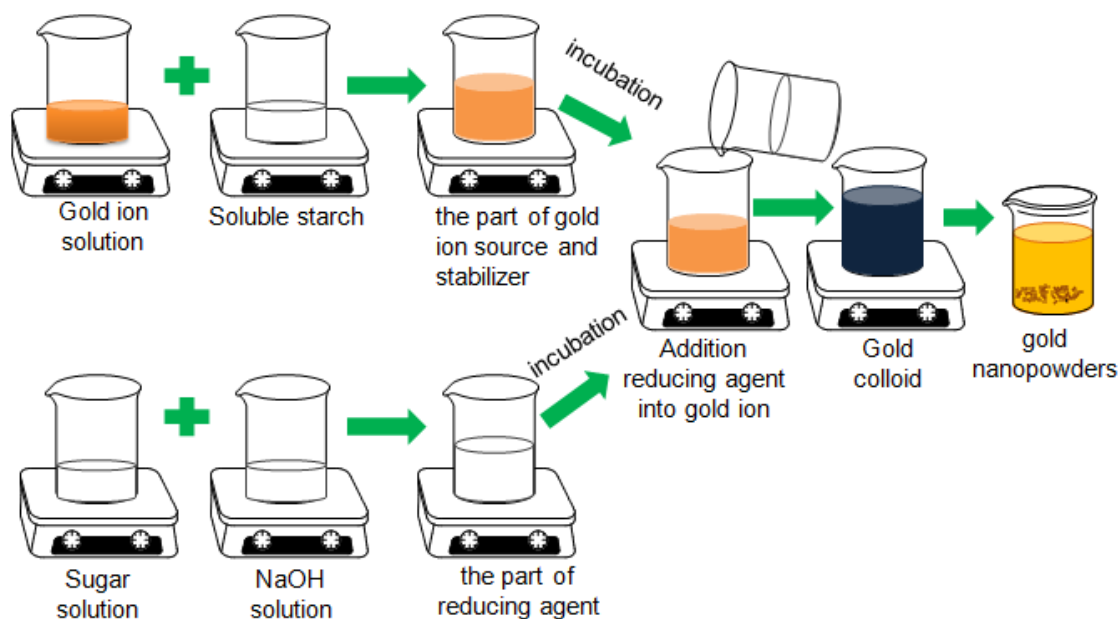 Gold ion
solution
Soluble starch
the part of gold
ion source and
stabilizer
incubation
Sugar
solution
NaOH
solution
the part of
reducing agent
incubation
Addition
reducing agent
into gold ion
Gold
colloid
gold
nanopowders